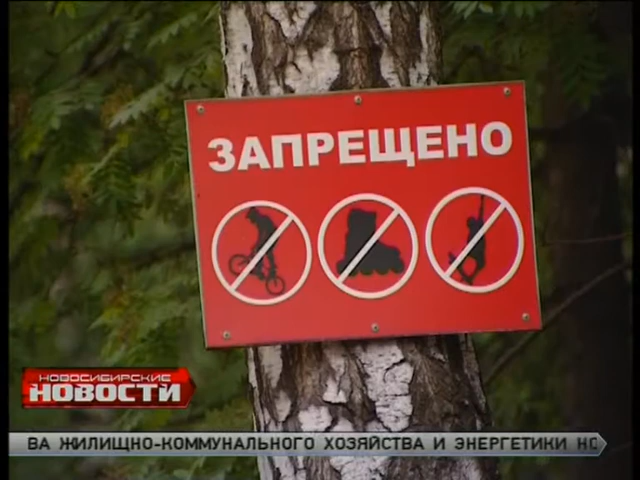 ЗАПРЕЩЕНО
НОВОСИБИРСКИЕ
НОВОСТИ
ВА ЖИЛИЩНО-КОММУНАЛЬНОГО ХОЗЯЙСТВА И ЭНЕРГЕТИКИ